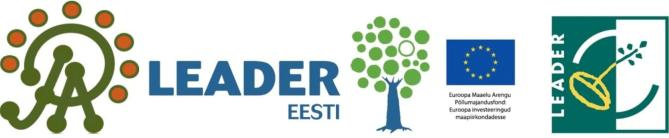 LEADER
EESTI
Euroopa Maaelu Arengu
Põllumajandusfond:
Euroopa investeeringud
maapiirkondadesse
LEADER